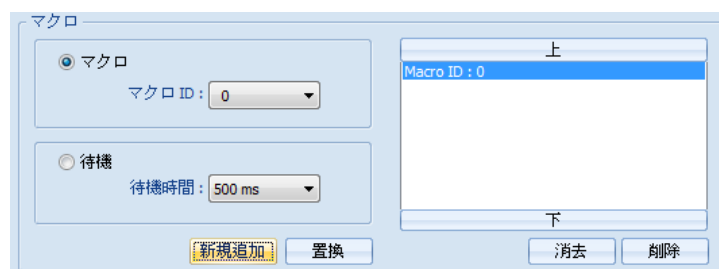 マクロ
マクロ
マクロ ID : 0
待機
待機時間 : 500 ms
新規追加 置換
上
Macro ID : 0
下
消去 削除